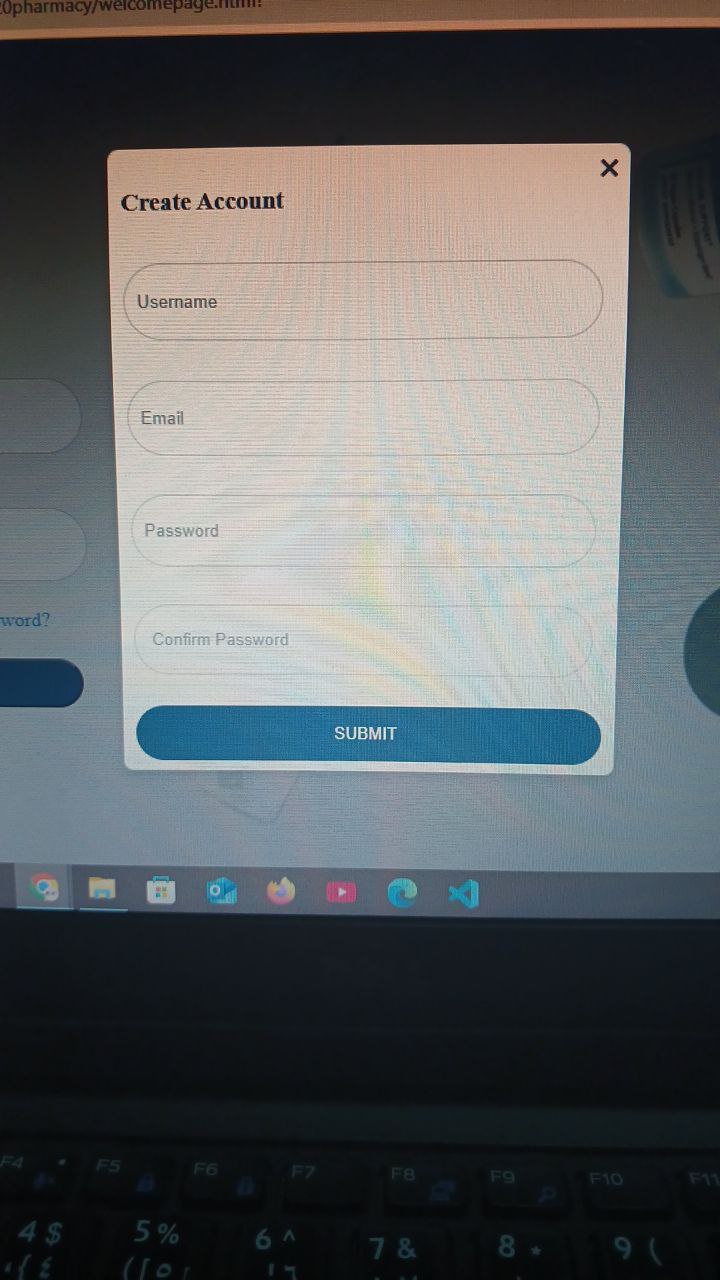 0pharmacy/welcomepage.html?
Create Account
Username
Email
Password
Confirm Password
word?
SUBMIT
F4 F5 F6 F7 F8 F9 F10 F11
4 $ 5 % 6 ^ 7 & 8 * 9 (